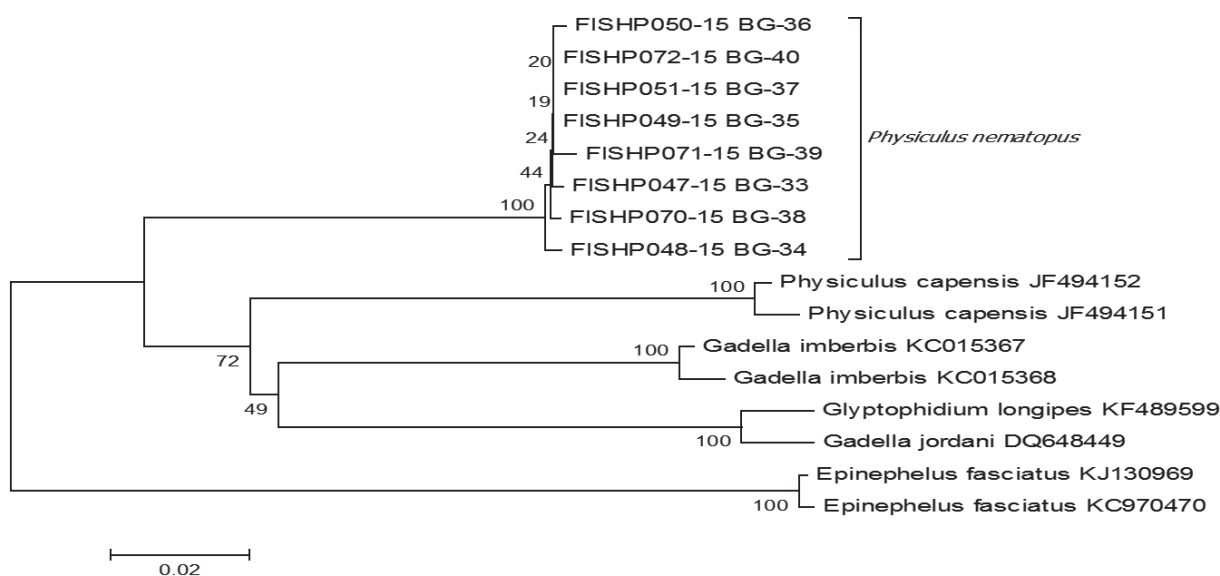 FISHP050-15 BG-36
20
FISHP072-15 BG-40
FISHP051-15 BG-37
19
FISHP049-15 BG-35
24
Physiculus nematopus
FISHP071-15 BG-39
44
FISHP047-15 BG-33
100
FISHP070-15 BG-38
FISHP048-15 BG-34
100
Physiculus capensis JF494152
Physiculus capensis JF494151
72
100
Gadella imberbis KC015367
Gadella imberbis KC015368
49
Glyptophidium longipes KF489599
100
Gadella jordani DQ648449
Epinephelus fasciatus KJ130969
100
Epinephelus fasciatus KC970470
0.02